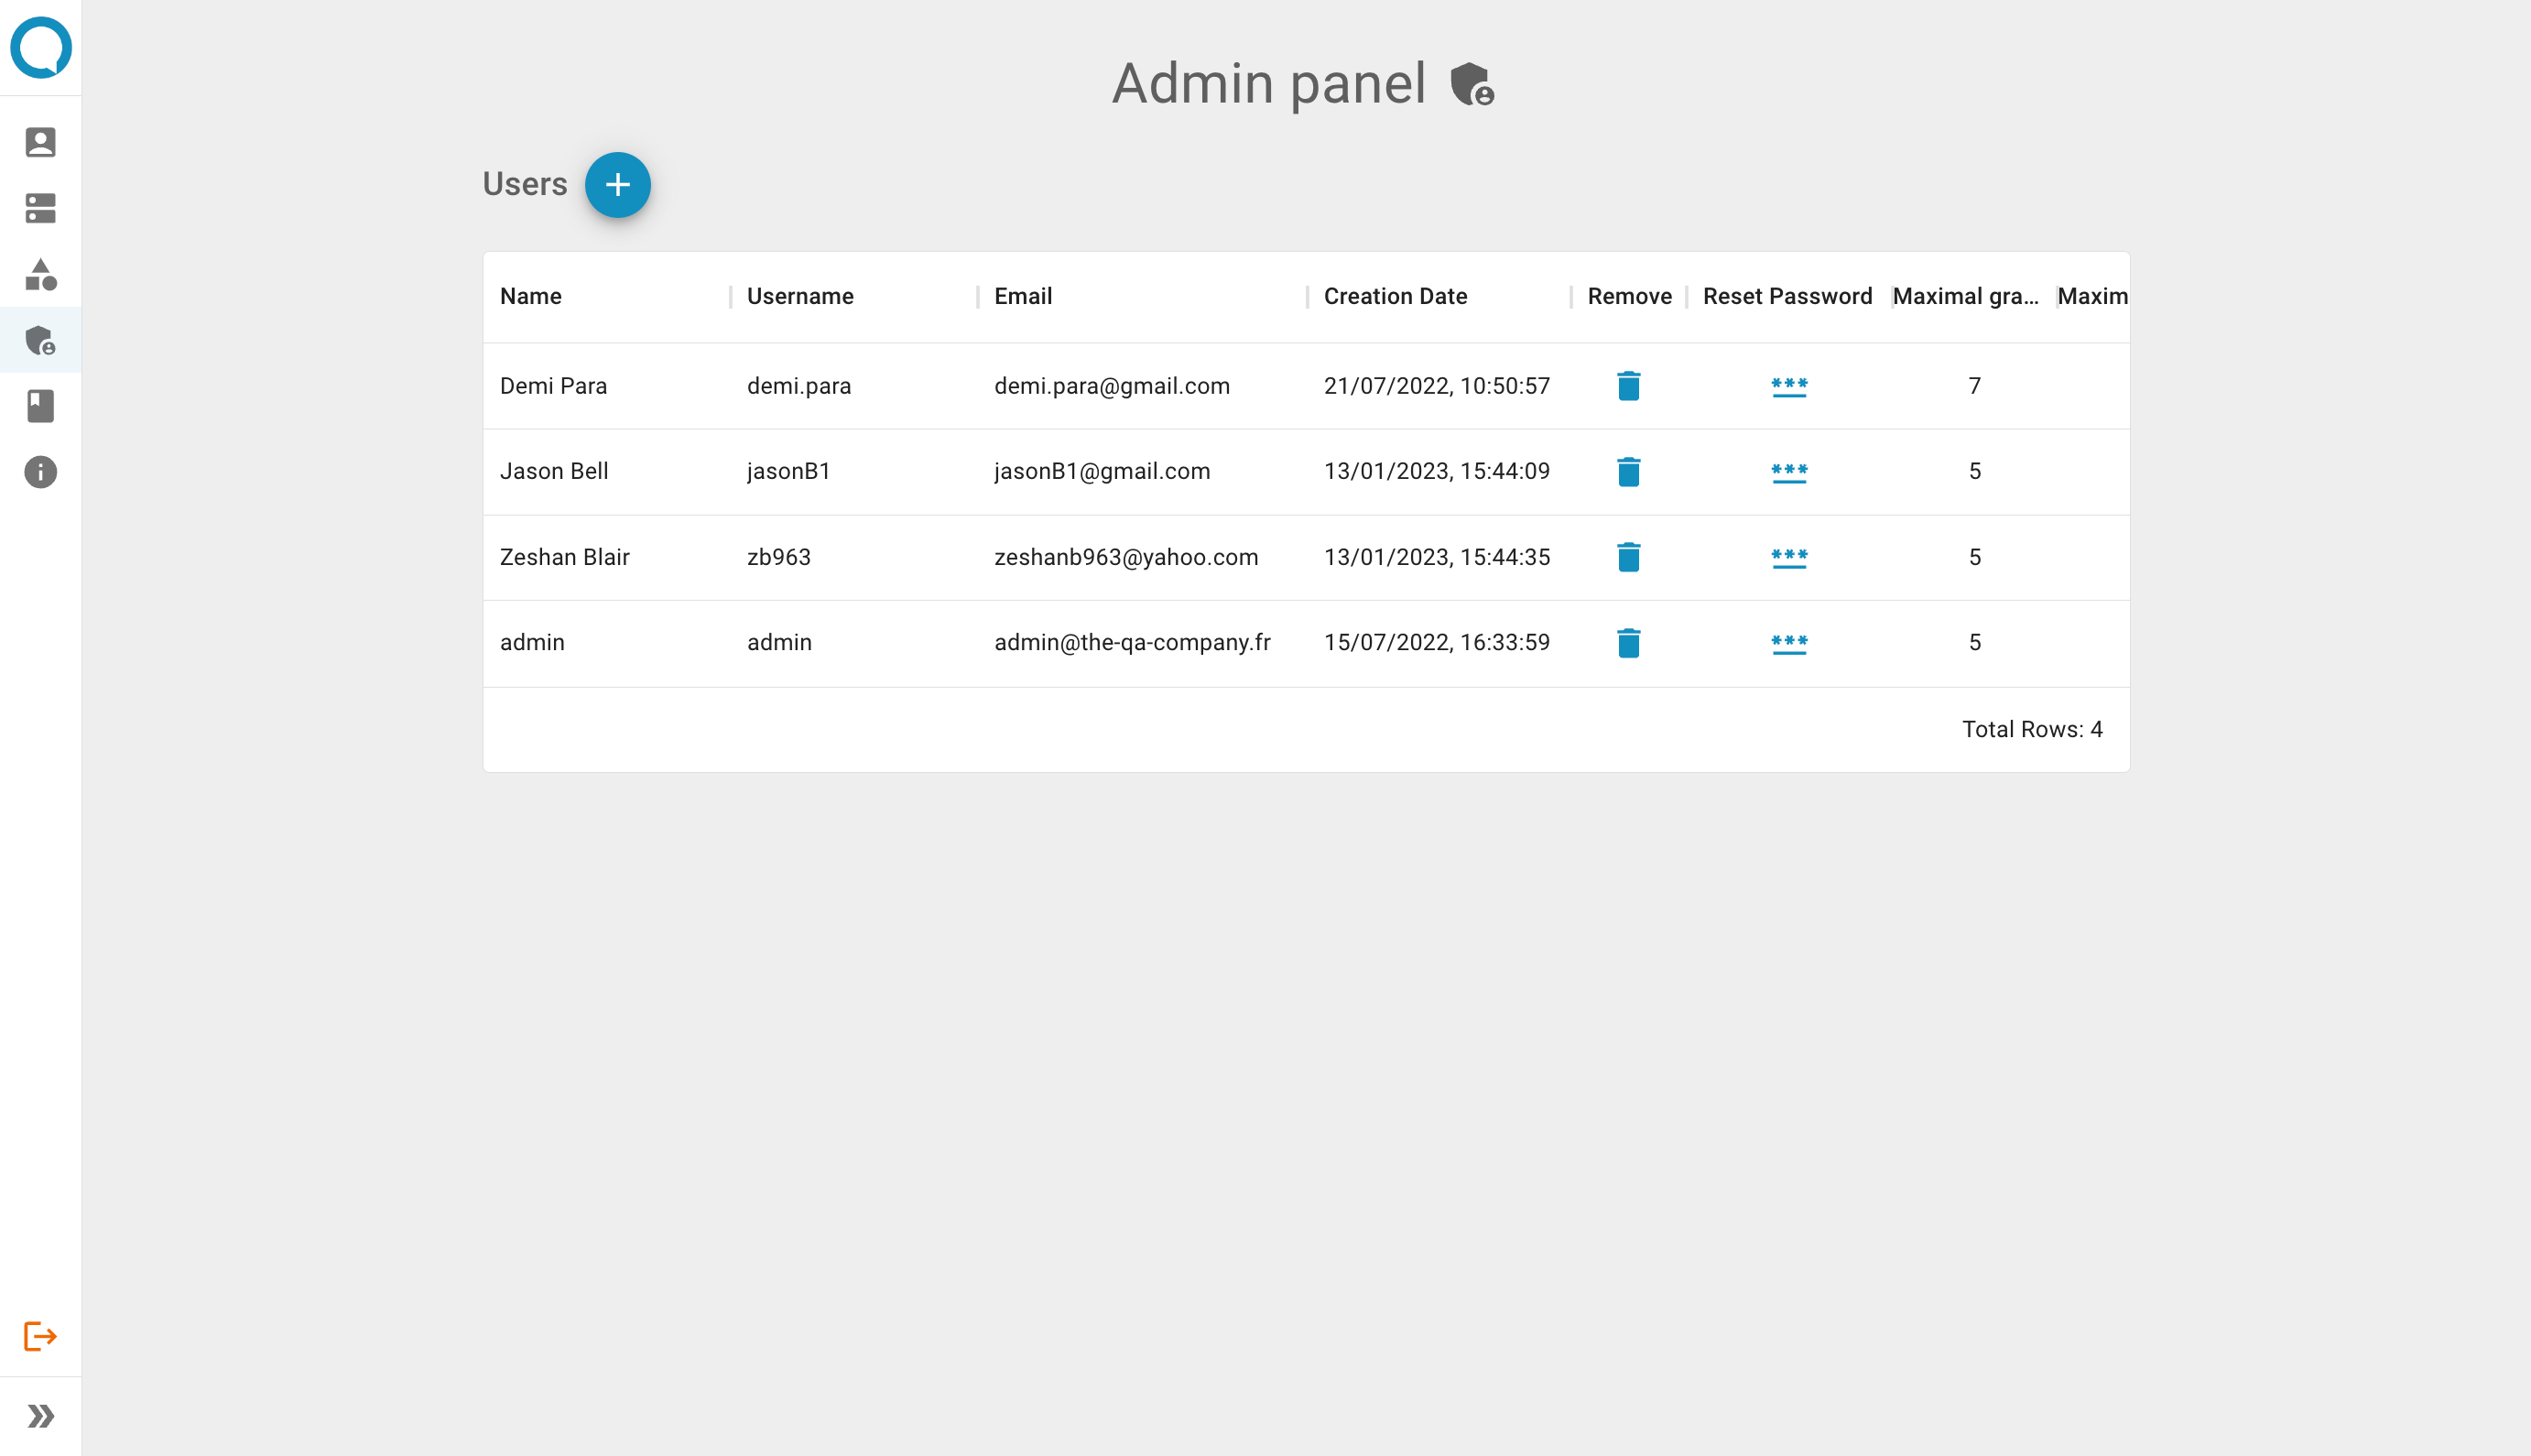 Admin panel
Users
Name Username Email Creation Date Remove Reset Password Maximal gra... Maxim
Demi Para demi.para demi.para@gmail.com 21/07/2022, 10:50:57 *** 7
Jason Bell jasonB1 jasonB1@gmail.com 13/01/2023, 15:44:09 *** 5
Zeshan Blair zb963 zeshanb963@yahoo.com 13/01/2023, 15:44:35 *** 5
admin admin admin@the-qa-company.fr 15/07/2022, 16:33:59 *** 5
Total Rows: 4